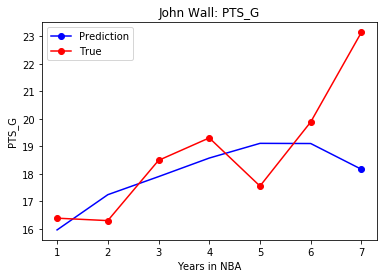 John Wall: PTS_G
Prediction
True
PTS_G
23
22
21
20
19
18
17
16
1 2 3 4 5 6 7
Years in NBA